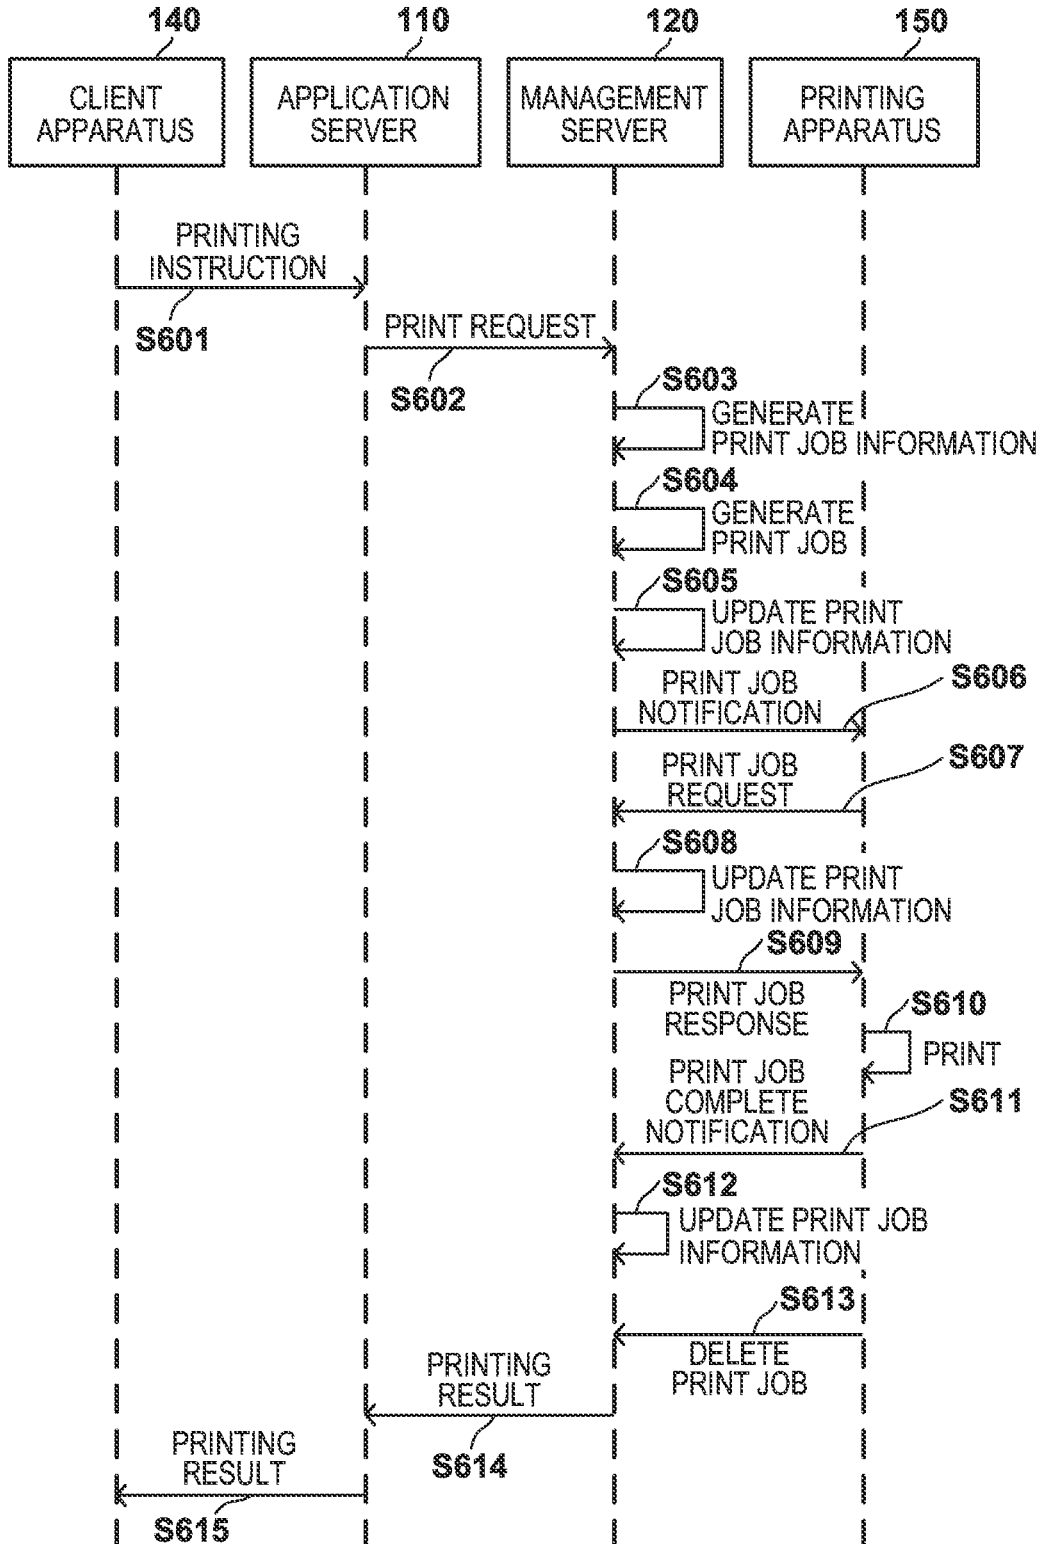 140
110
120
150
CLIENT
APPARATUS
APPLICATION
SERVER
MANAGEMENT
SERVER
PRINTING
APPARATUS
PRINTING
INSTRUCTION
S601
PRINT REQUEST
S602
S603
GENERATE
PRINT JOB INFORMATION
S604
GENERATE
PRINT JOB
S605
UPDATE PRINT
JOB INFORMATION
PRINT JOB
NOTIFICATION
S606
PRINT JOB
REQUEST
S607
S608
UPDATE PRINT
JOB INFORMATION
S609
PRINT JOB
RESPONSE
S610
PRINT
PRINT JOB
COMPLETE
NOTIFICATION
S611
S612
UPDATE PRINT JOB
INFORMATION
S613
DELETE
PRINT JOB
PRINTING
RESULT
S614
PRINTING
RESULT
S615